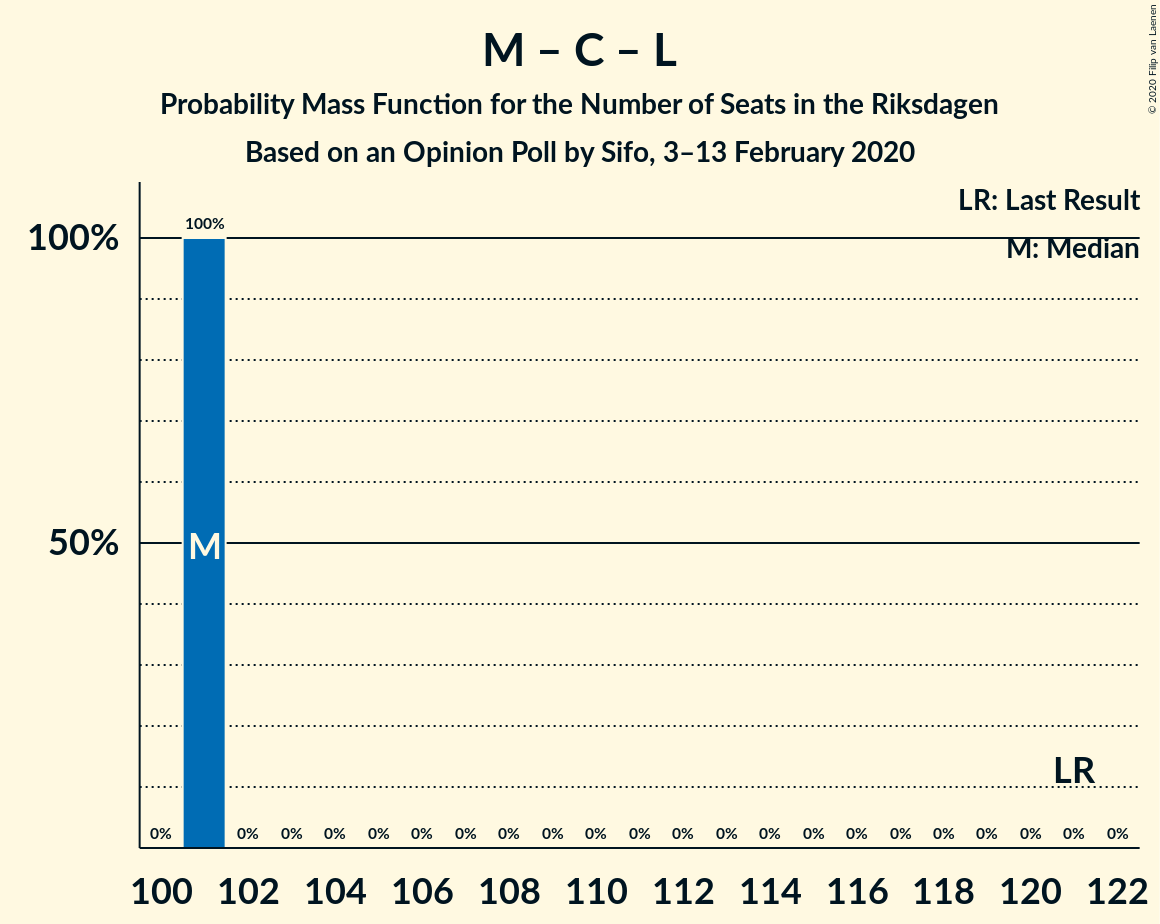 M – C – L
Probability Mass Function for the Number of Seats in the Riksdagen
Based on an Opinion Poll by Sifo, 3–13 February 2020
© 2020 Filip van Laenen
LR: Last Result
M: Median
100%
100%
50%
M
LR
0% 0% 0% 0% 0% 0% 0% 0% 0% 0% 0% 0% 0% 0% 0% 0% 0% 0% 0% 0% 0% 0%
100 102 104 106 108 110 112 114 116 118 120 122